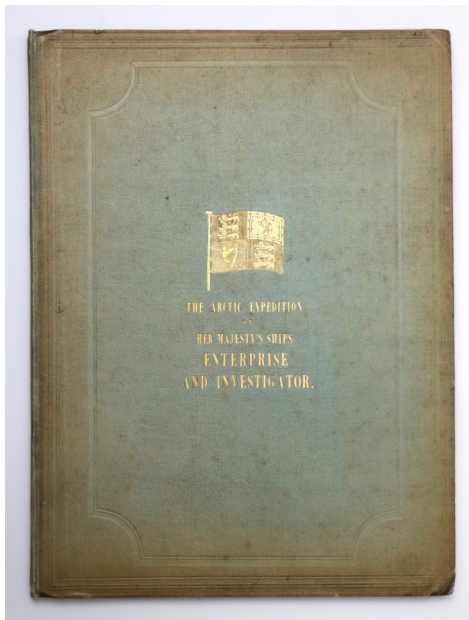 THE ARCTIC EXPEDITION
OF
HER MAJESTY'S SHIPS
ENTERPRISE
AND INVESTIGATOR.